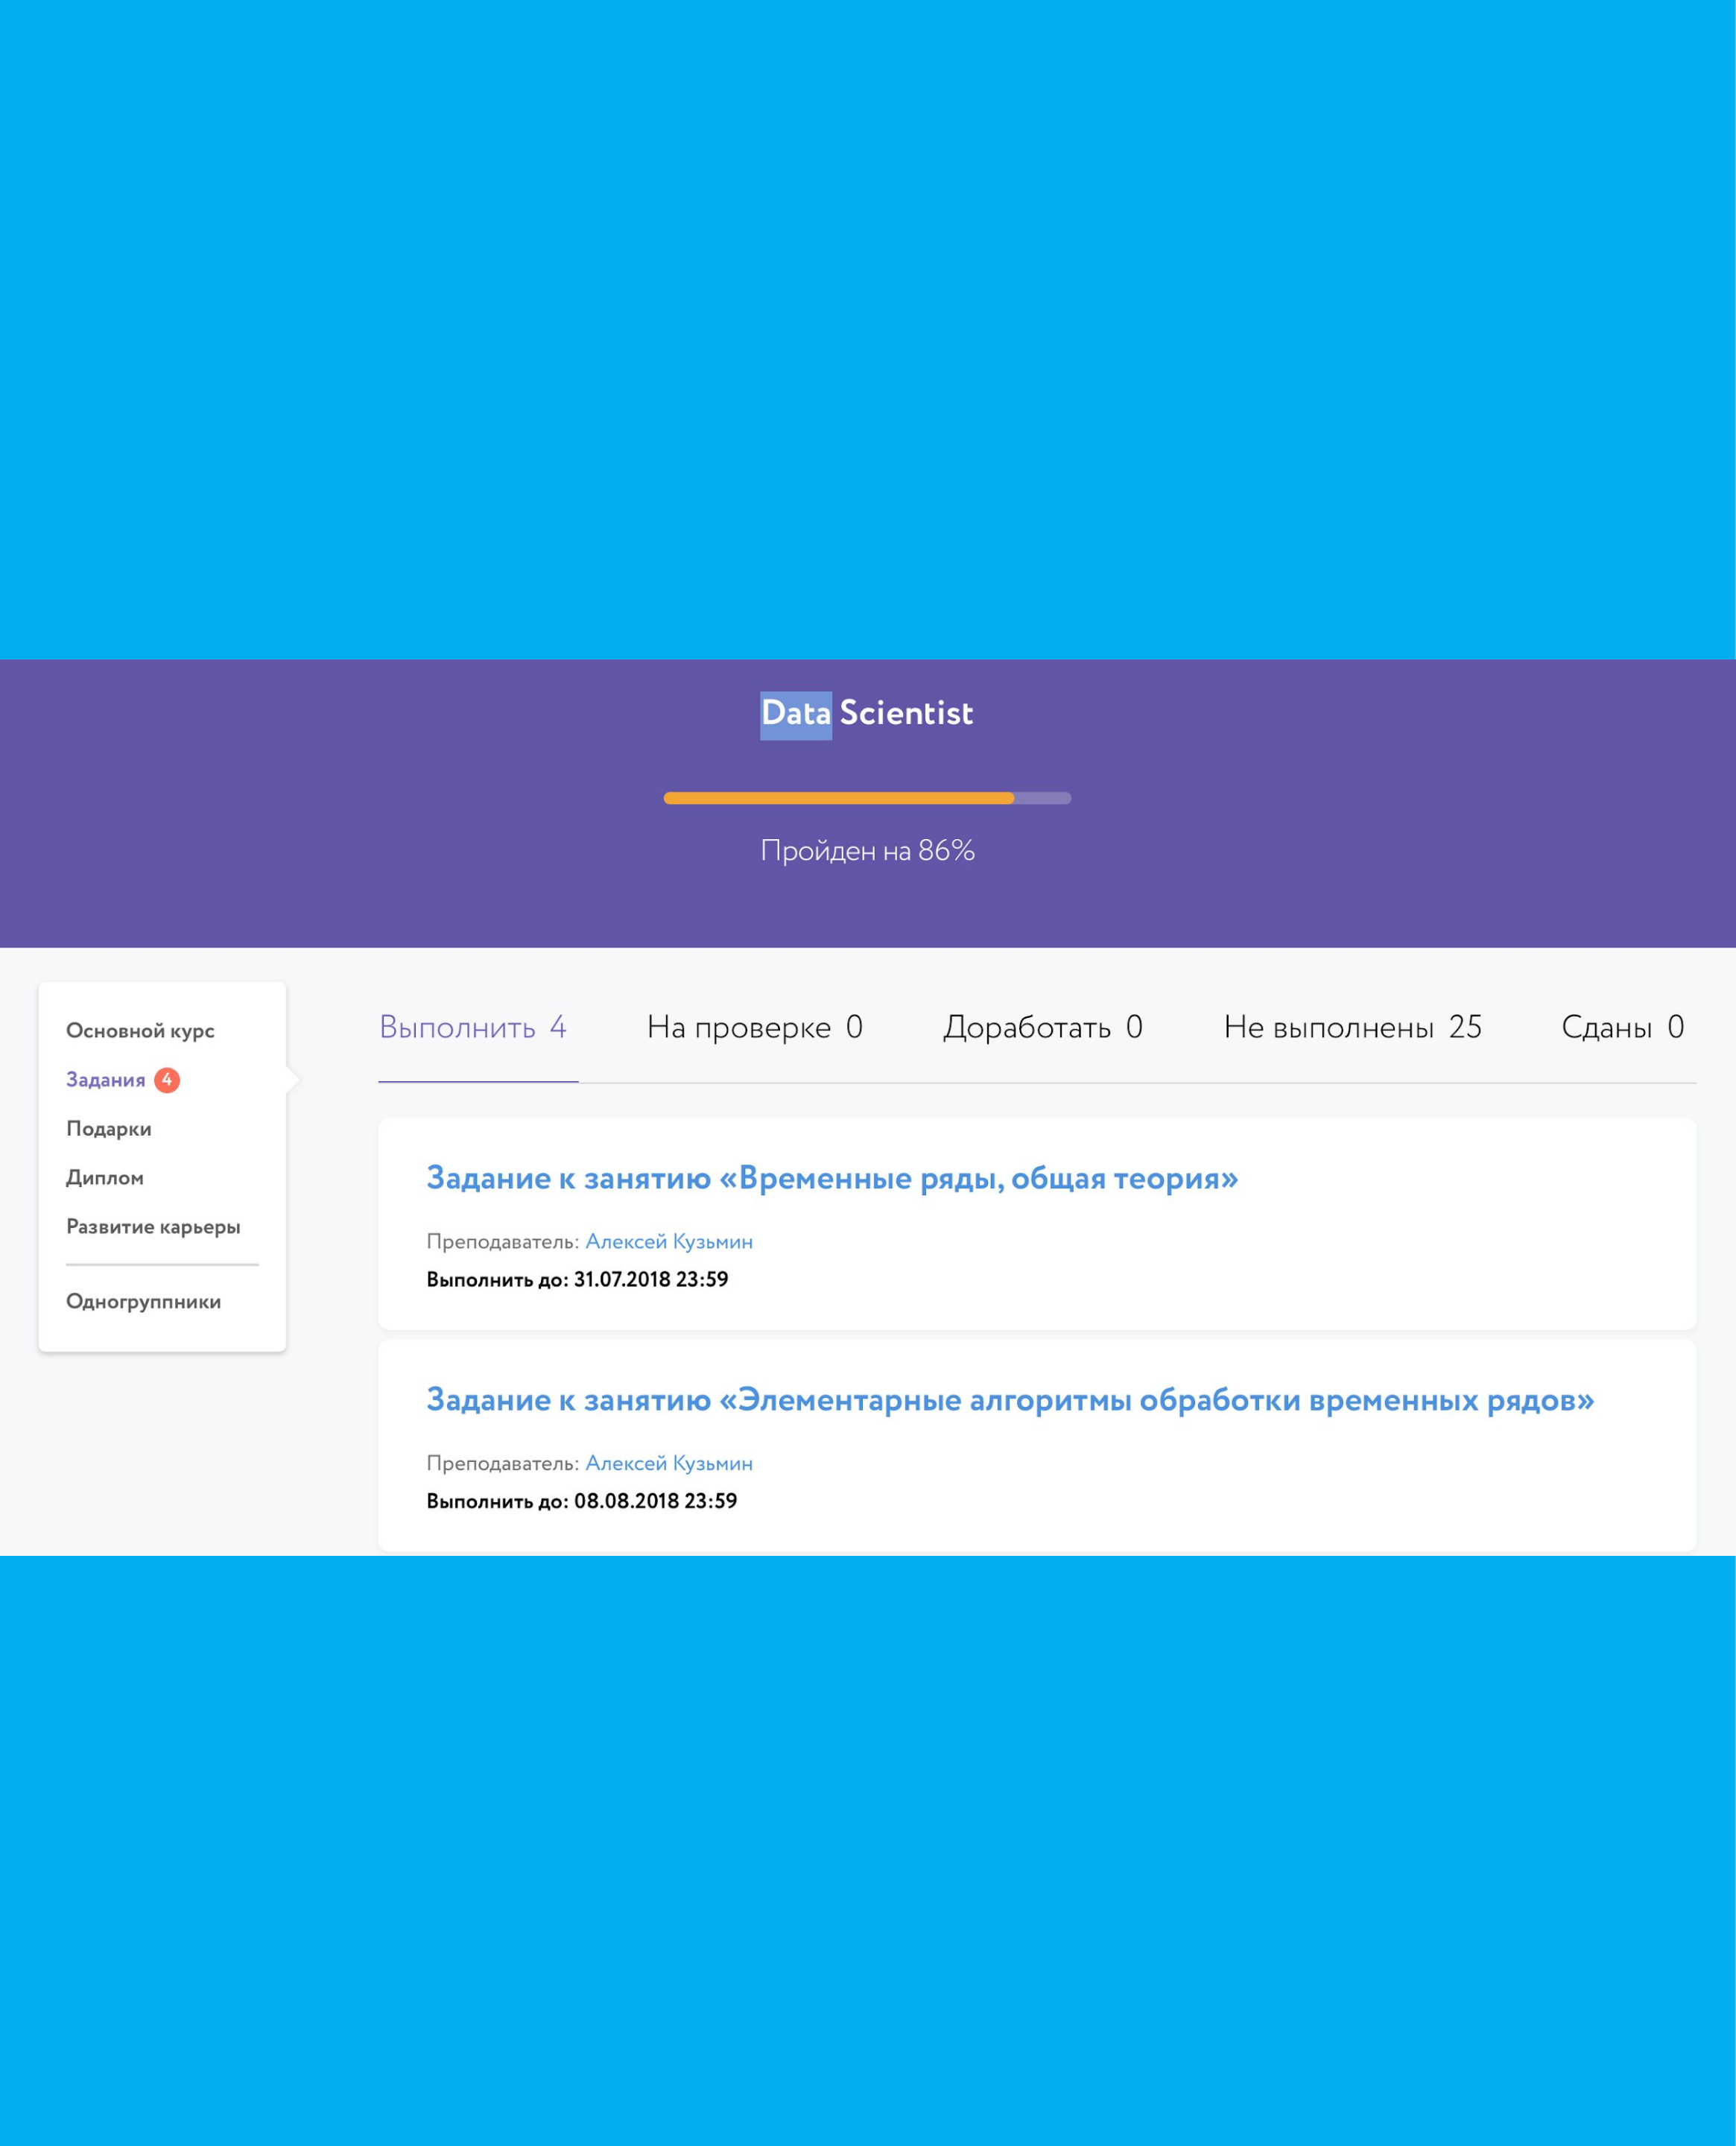 Data Scientist
Пройден на 86%
Основной курс
Задания 4
Подарки
Диплом
Развитие карьеры
Одногруппники
Выполнить 4 На проверке 0 Доработать 0 Не выполнены 25 Сданы 0
Задание к занятию «Временные ряды, общая теория»
Преподаватель: Алексей Кузьмин
Выполнить до: 31.07.2018 23:59
Задание к занятию «Элементарные алгоритмы обработки временных рядов»
Преподаватель: Алексей Кузьмин
Выполнить до: 08.08.2018 23:59